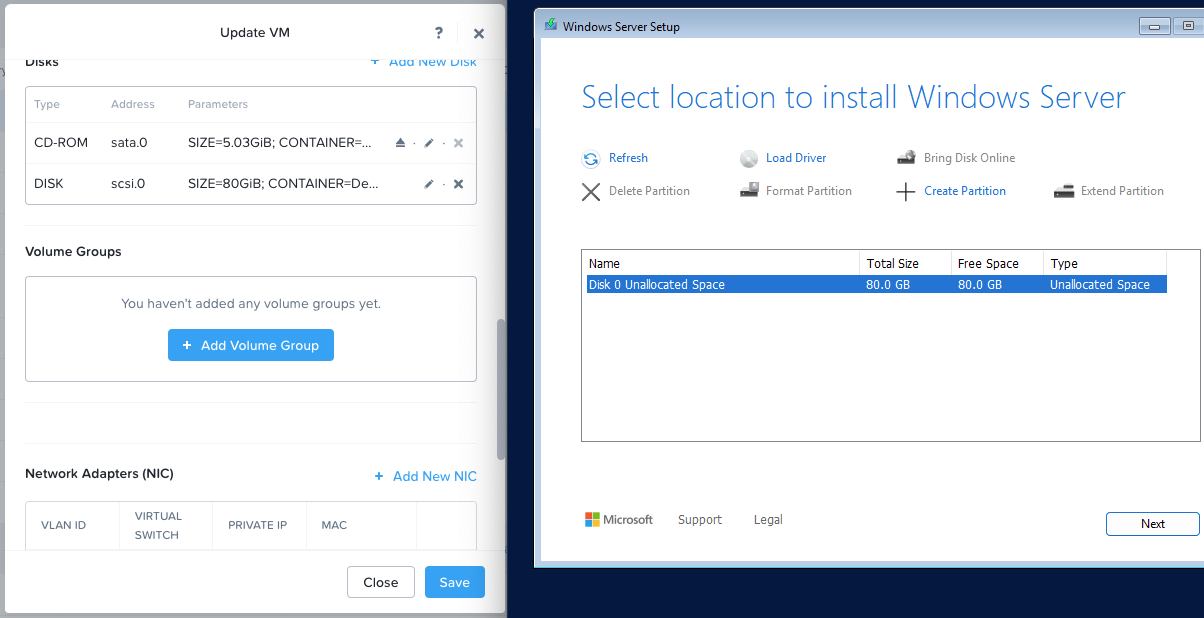 Update VM
?
Disks
+ Add New Disk
Type Address Parameters
CD-ROM sata.0 SIZE=5.03GiB; CONTAINER=...
DISK scsi.0 SIZE=80GiB; CONTAINER=De...
Volume Groups
You haven't added any volume groups yet.
+ Add Volume Group
Network Adapters (NIC)
+ Add New NIC
VLAN ID
VIRTUAL
SWITCH
PRIVATE IP
MAC
Close
Save
Windows Server Setup
Select location to install Windows Server
Refresh Load Driver Bring Disk Online
Delete Partition Format Partition Create Partition Extend Partition
Name Total Size Free Space Type
Disk 0 Unallocated Space 80.0 GB 80.0 GB Unallocated Space
Microsoft Support Legal
Next